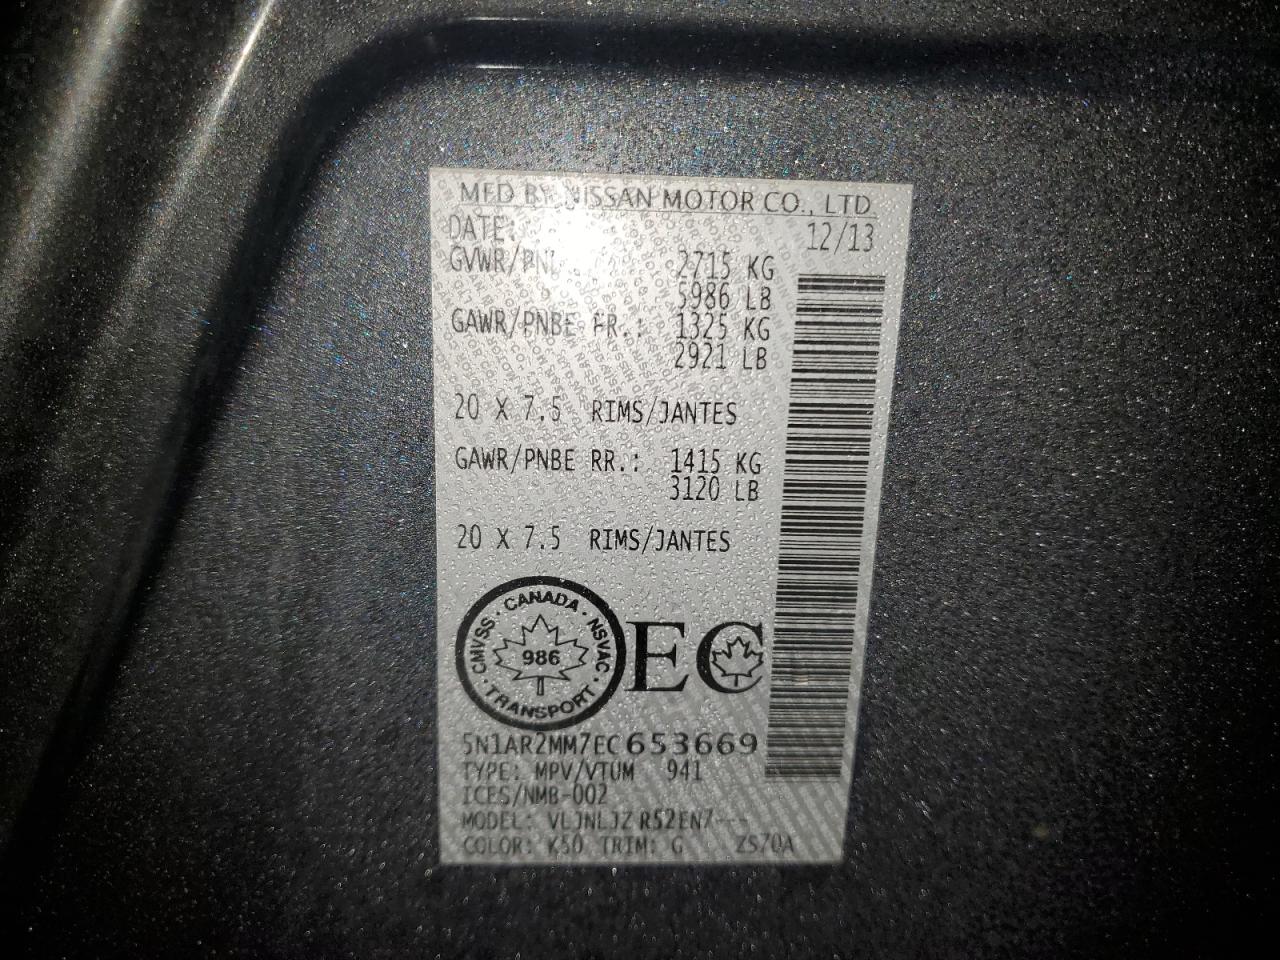 MFD BY NISSAN MOTOR CO., LTD
DATE: 12/13
GVWR/PNBV: 2715 KG
5986 LB
GAWR/PNBE FR.: 1325 KG
2921 LB
20 X 7.5 RIMS/JANTES
GAWR/PNBE RR.: 1415 KG
3120 LB
20 X 7.5 RIMS/JANTES
CANADA · NSVAC · TRANSPORT · CMVSS ·
986
EC
5N1AR2MM7EC653669
TYPE: MPV/VTUM 941
ICES/NMB-002
MODEL: VLJNLJZ R52EN7---
COLOR: K50 TRIM: G ZS70A